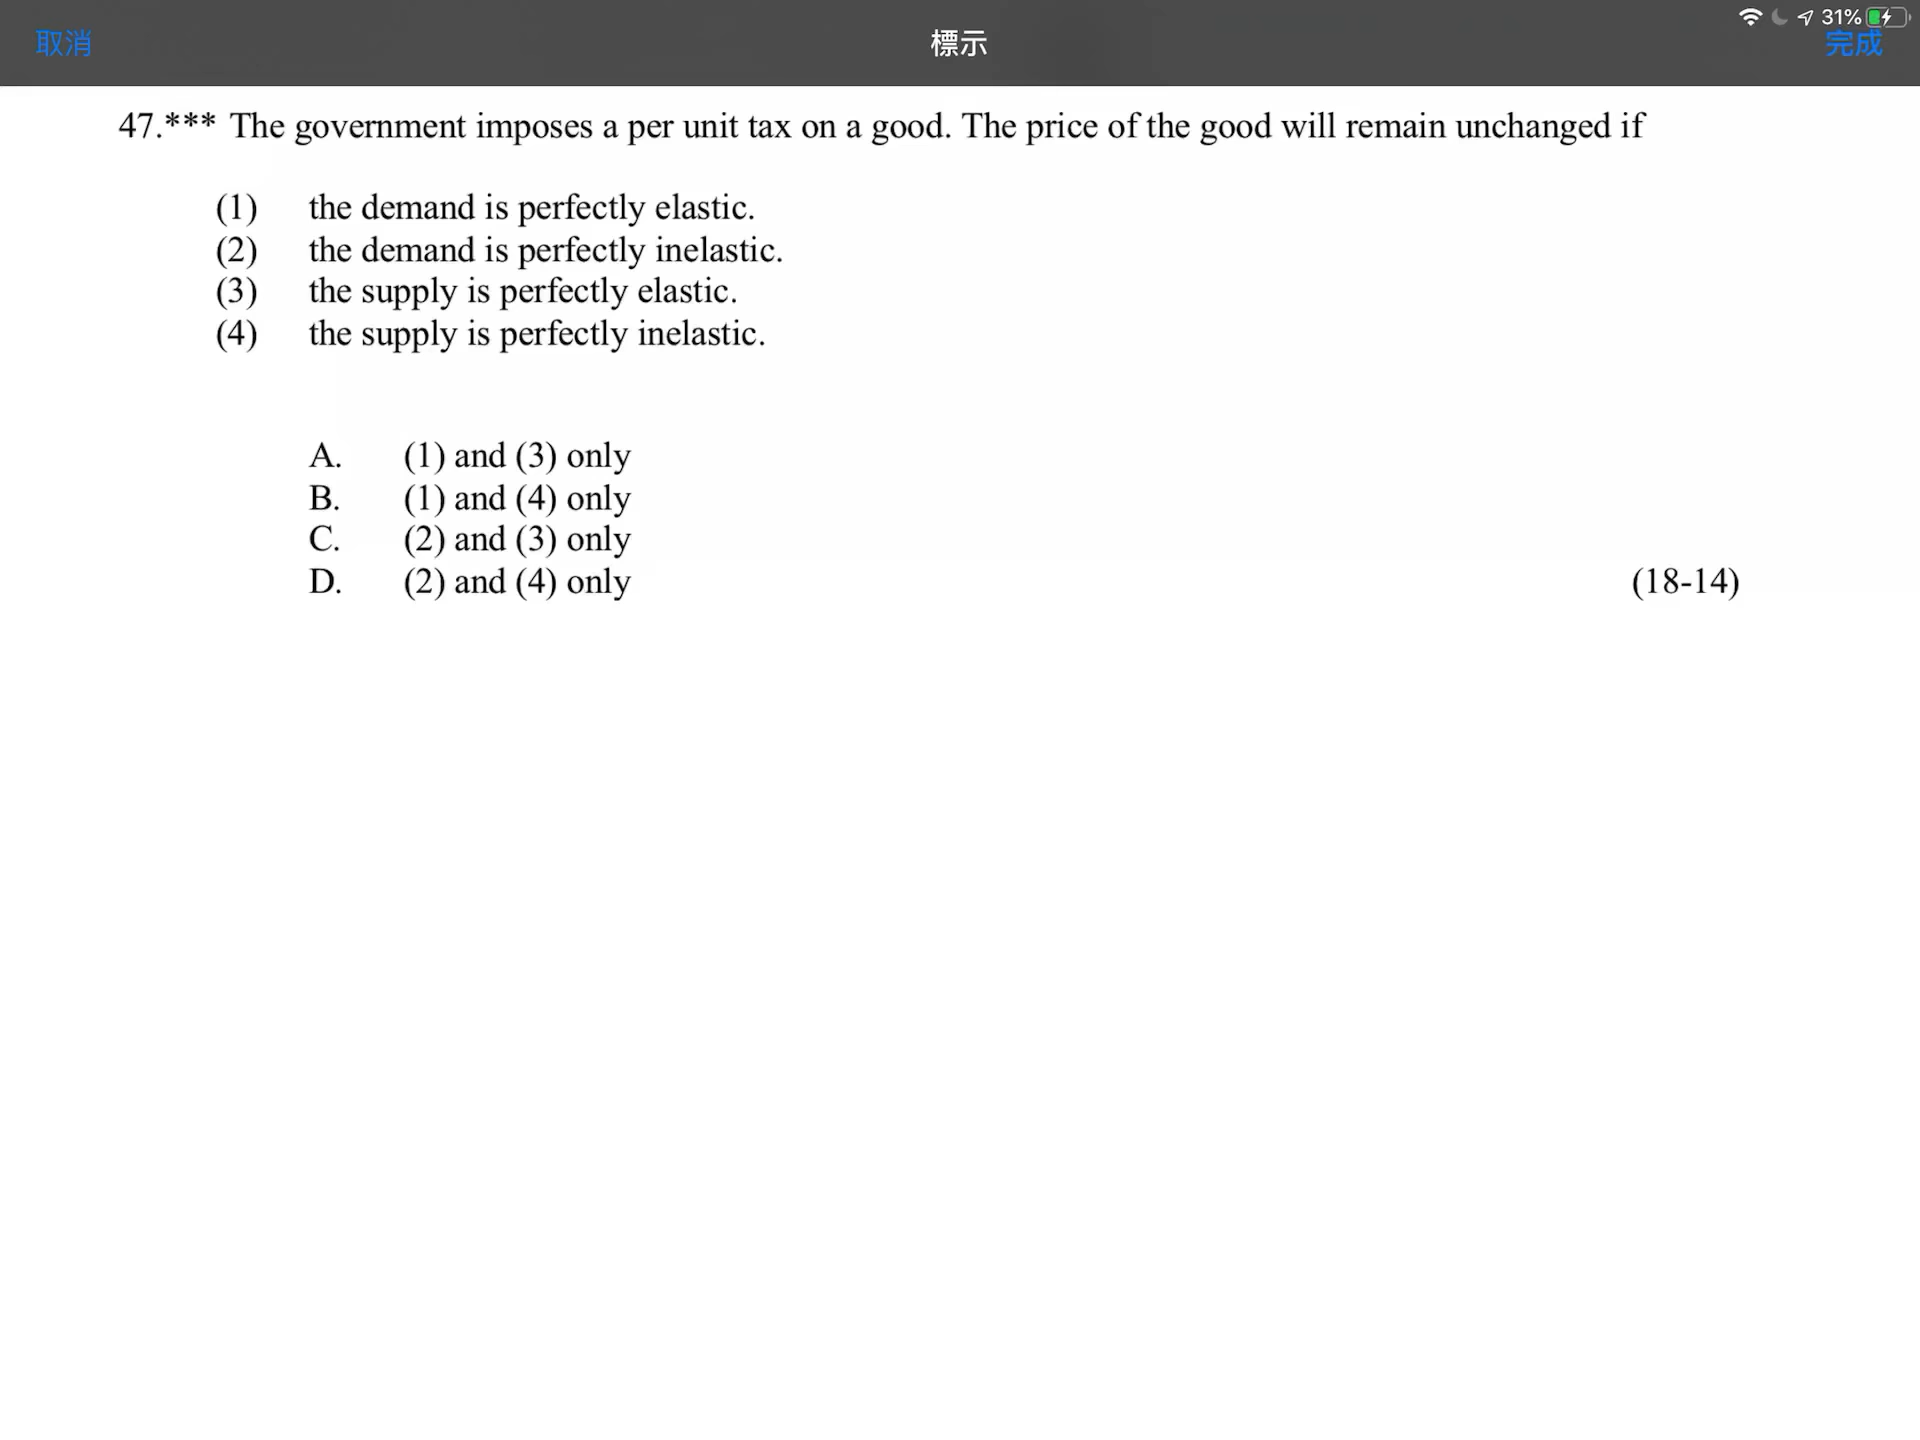 31%
取消
標示
完成
47.*** The government imposes a per unit tax on a good. The price of the good will remain unchanged if
(1) the demand is perfectly elastic.
(2) the demand is perfectly inelastic.
(3) the supply is perfectly elastic.
(4) the supply is perfectly inelastic.
A. (1) and (3) only
B. (1) and (4) only
C. (2) and (3) only
D. (2) and (4) only
(18-14)